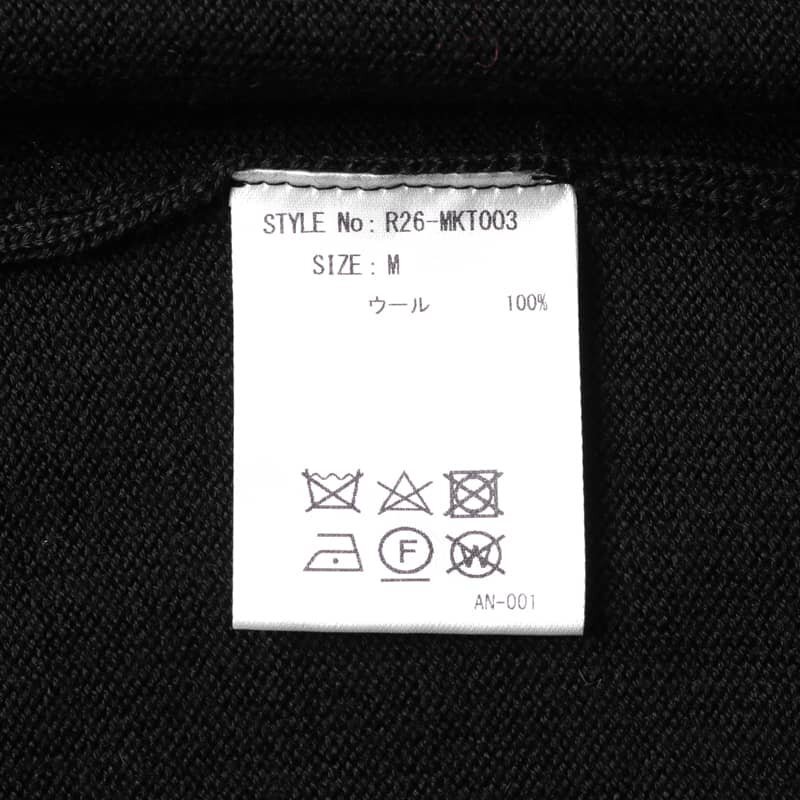 STYLE No: R26-MKT003
SIZE: M
ウール 100%
F W
AN-001